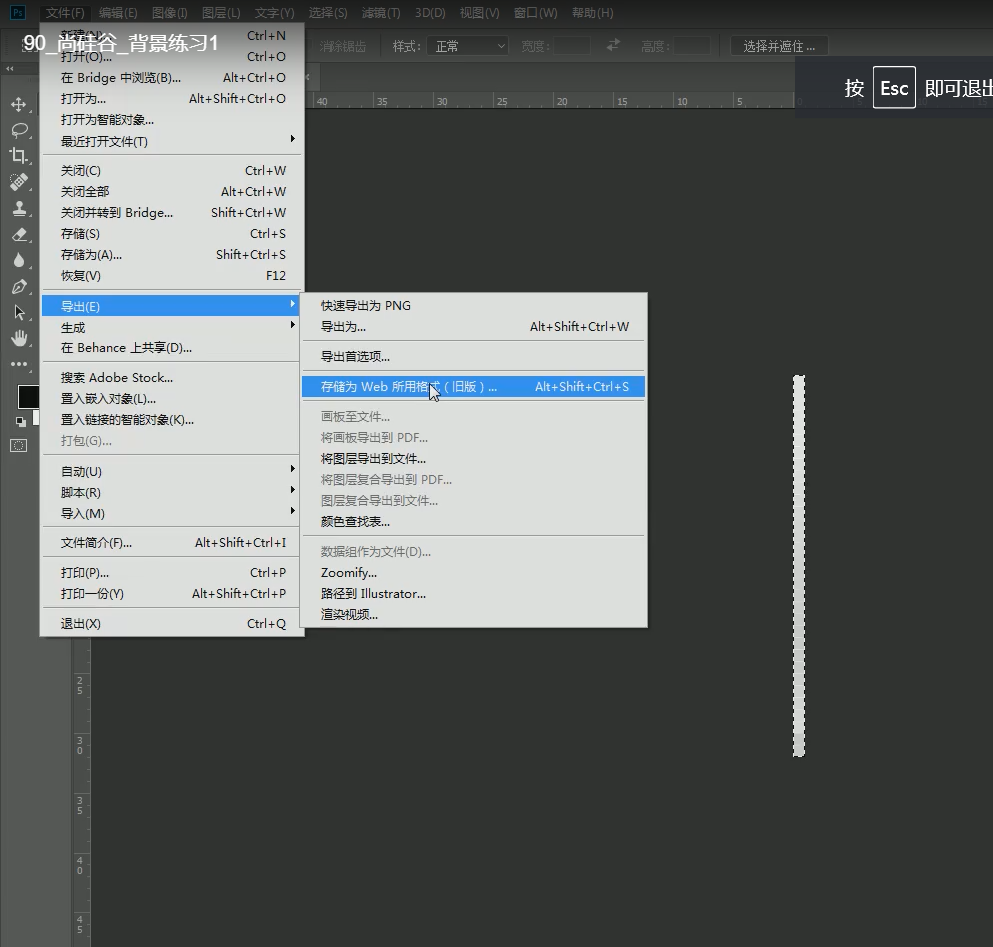 Ps 文件(F) 编辑(E) 图像(I) 图层(L) 文字(Y) 选择(S) 滤镜(T) 3D(D) 视图(V) 窗口(W) 帮助(H)
90_尚硅谷_背景练习1
消除锯齿 样式: 正常 宽度: 高度: 选择并遮住 ...
按 Esc 即可退出
40 35 30 25 20 15 10 5 0
新建(N)... Ctrl+N
打开(O)... Ctrl+O
在 Bridge 中浏览(B)... Alt+Ctrl+O
打开为... Alt+Shift+Ctrl+O
打开为智能对象...
最近打开文件(T)
关闭(C) Ctrl+W
关闭全部 Alt+Ctrl+W
关闭并转到 Bridge... Shift+Ctrl+W
存储(S) Ctrl+S
存储为(A)... Shift+Ctrl+S
恢复(V) F12
导出(E)
生成
在 Behance 上共享(D)...
搜索 Adobe Stock...
置入嵌入对象(L)...
置入链接的智能对象(K)...
打包(G)...
自动(U)
脚本(R)
导入(M)
文件简介(F)... Alt+Shift+Ctrl+I
打印(P)... Ctrl+P
打印一份(Y) Alt+Shift+Ctrl+P
退出(X) Ctrl+Q
快速导出为 PNG
导出为... Alt+Shift+Ctrl+W
导出首选项...
存储为 Web 所用格式（旧版）... Alt+Shift+Ctrl+S
画板至文件...
将画板导出到 PDF...
将图层导出到文件...
将图层复合导出到 PDF...
图层复合导出到文件...
颜色查找表...
数据组作为文件(D)...
Zoomify...
路径到 Illustrator...
渲染视频...
25
30
35
40
45